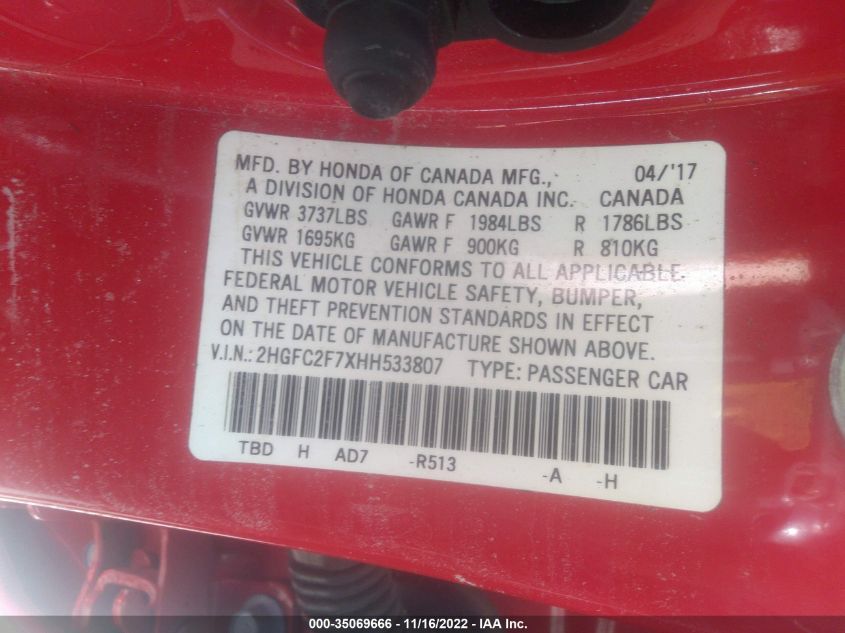 MFD. BY HONDA OF CANADA MFG., 04/'17
A DIVISION OF HONDA CANADA INC. CANADA
GVWR 3737LBS GAWR F 1984LBS R 1786LBS
GVWR 1695KG GAWR F 900KG R 810KG
THIS VEHICLE CONFORMS TO ALL APPLICABLE
FEDERAL MOTOR VEHICLE SAFETY, BUMPER,
AND THEFT PREVENTION STANDARDS IN EFFECT
ON THE DATE OF MANUFACTURE SHOWN ABOVE.
V.I.N.: 2HGFC2F7XHH533807 TYPE: PASSENGER CAR
TBD H AD7 -R513 -A -H
000-35069666 - 11/16/2022 - IAA Inc.